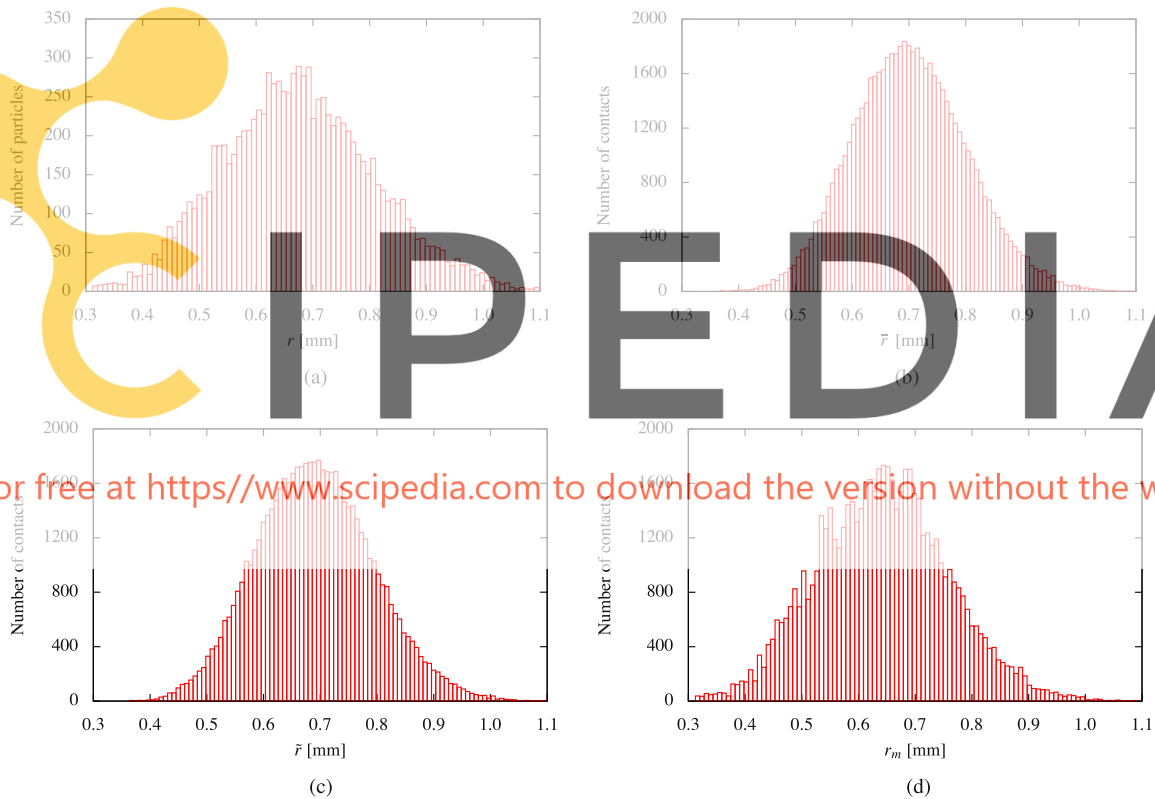 350
300
250
200
150
100
50
0
Number of particles
0.3 0.4 0.5 0.6 0.7 0.8 0.9 1.0 1.1
r [mm]
(a)
2000
1600
1200
800
400
0
Number of contacts
0.3 0.4 0.5 0.6 0.7 0.8 0.9 1.0 1.1
r̅ [mm]
(b)
CIPEDIA
2000
1600
1200
800
400
0
Number of contacts
0.3 0.4 0.5 0.6 0.7 0.8 0.9 1.0 1.1
r̃ [mm]
(c)
2000
1600
1200
800
400
0
Number of contacts
0.3 0.4 0.5 0.6 0.7 0.8 0.9 1.0 1.1
rₘ [mm]
(d)
or free at https//www.scipedia.com to download the version without the w